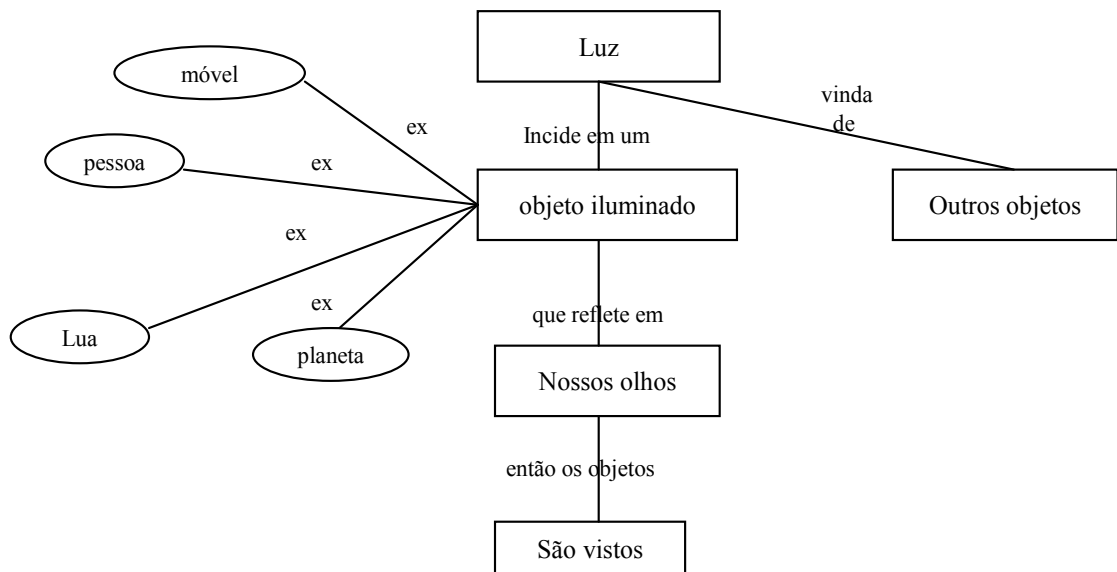 Luz
móvel
vinda
de
ex
Incide em um
pessoa
ex
objeto iluminado
Outros objetos
ex
ex
que reflete em
Lua
planeta
Nossos olhos
então os objetos
São vistos